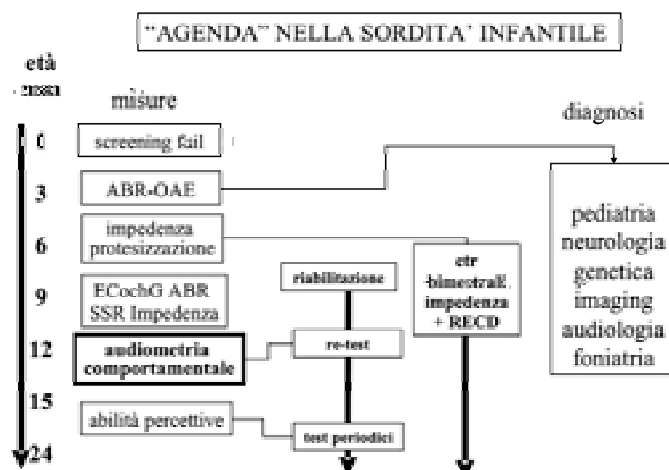 "AGENDA" NELLA SORDITA' INFANTILE
età
misure
diagnosi
screening fail
3
ABR-OAE
6
impedenza
protesizzazione
9
ECochG ABR
SSR Impedenza
12
audiometria
comportamentale
15
abilità percettive
24
riabilitazione
re-test
test periodici
ctr
bimestralE
impedenza
+ RECD
pediatria
neurologia
genetica
imaging
audiologia
foniatria